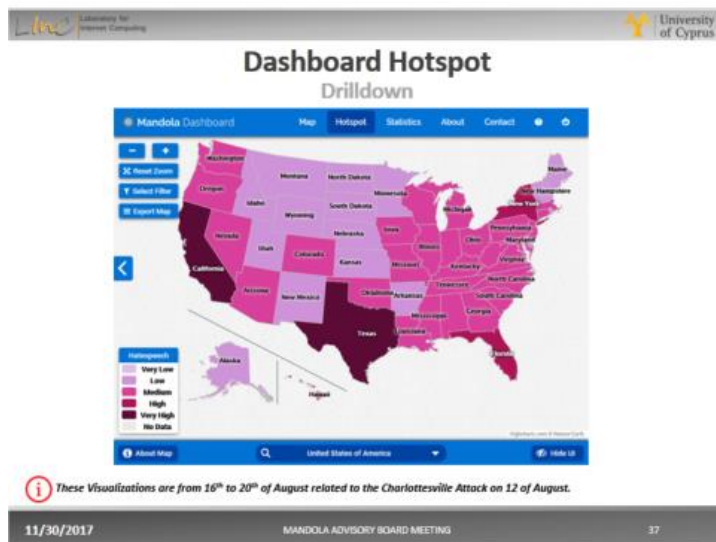 Laboratory for
Internet Computing
University
of Cyprus
Dashboard Hotspot
Drilldown
Mandola Dashboard
Map
Hotspot
Statistics
About
Contact
Reset Zoom
Select Filter
Export Map
Washington
Oregon
Montana
North Dakota
Minnesota
Idaho
South Dakota
Wyoming
Nebraska
Iowa
Michigan
Maine
New Hampshire
New York
Pennsylvania
Maryland
Nevada
Utah
Colorado
Kansas
Missouri
Illinois
Ohio
Virginia
Kentucky
North Carolina
Tennessee
California
Arizona
New Mexico
Oklahoma
Arkansas
South Carolina
Georgia
Mississippi
Louisiana
Texas
Florida
Alaska
Hawaii
Hatespeech
Very Low
Low
Medium
High
Very High
No Data
About Map
United States of America
Hide UI
These Visualizations are from 16th to 20th of August related to the Charlottesville Attack on 12 of August.
11/30/2017
MANDOLA ADVISORY BOARD MEETING
37